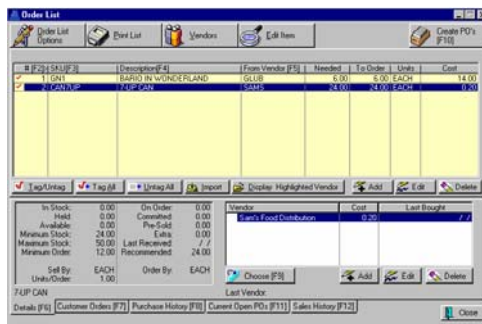 Order List
Order List Options
Print List
Vendors
Edit Item
Create PO's [F10]
# [F2] SKU[F3] Description[F4] From Vendor [F5] Needed To Order Units Cost
1 GN1 BARIO IN WONDERLAND GLUB 6.00 6.00 EACH 14.00
2 CAN7UP 7-UP CAN SAMS 24.00 24.00 EACH 0.20
Tag/Untag Tag All Untag All Import Display Highlighted Vendor Add Edit Delete
In Stock: 0.00 On Order: 0.00
Held: 0.00 Committed: 0.00
Available: 0.00 Pre-Sold: 0.00
Minimum Stock: 24.00 Extra: 0.00
Maximum Stock: 50.00 Last Received: / /
Minimum Order: 12.00 Recommended: 24.00
Sell By: EACH Order By: EACH
Units/Order: 1.00
Vendor Cost Last Bought
Sam's Food Distribution 0.20 / /
Choose [F9] Add Edit Delete
7-UP CAN
Last Vendor:
Details [F6] Customer Orders [F7] Purchase History [F8] Current Open POs [F11] Sales History [F12]
Close